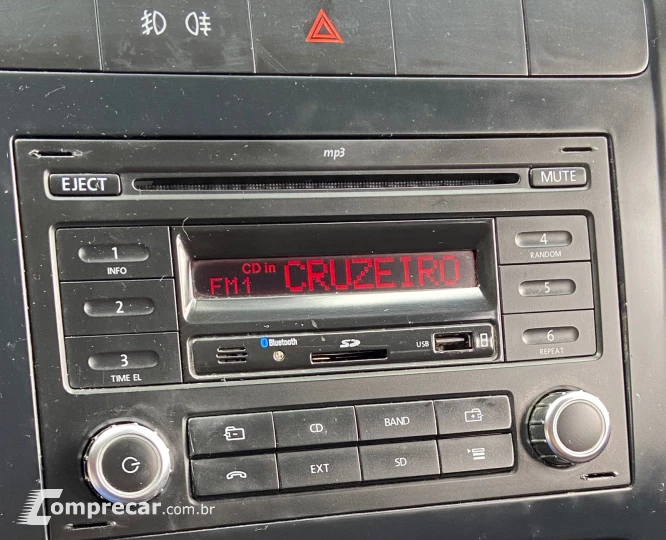 mp3
EJECT
MUTE
1
INFO
2
3
TIME EL
CD in
FM1 CRUZEIRO
4
RANDOM
5
6
REPEAT
Bluetooth
SD
USB
CD
BAND
EXT
SD
Comprecar.com.br